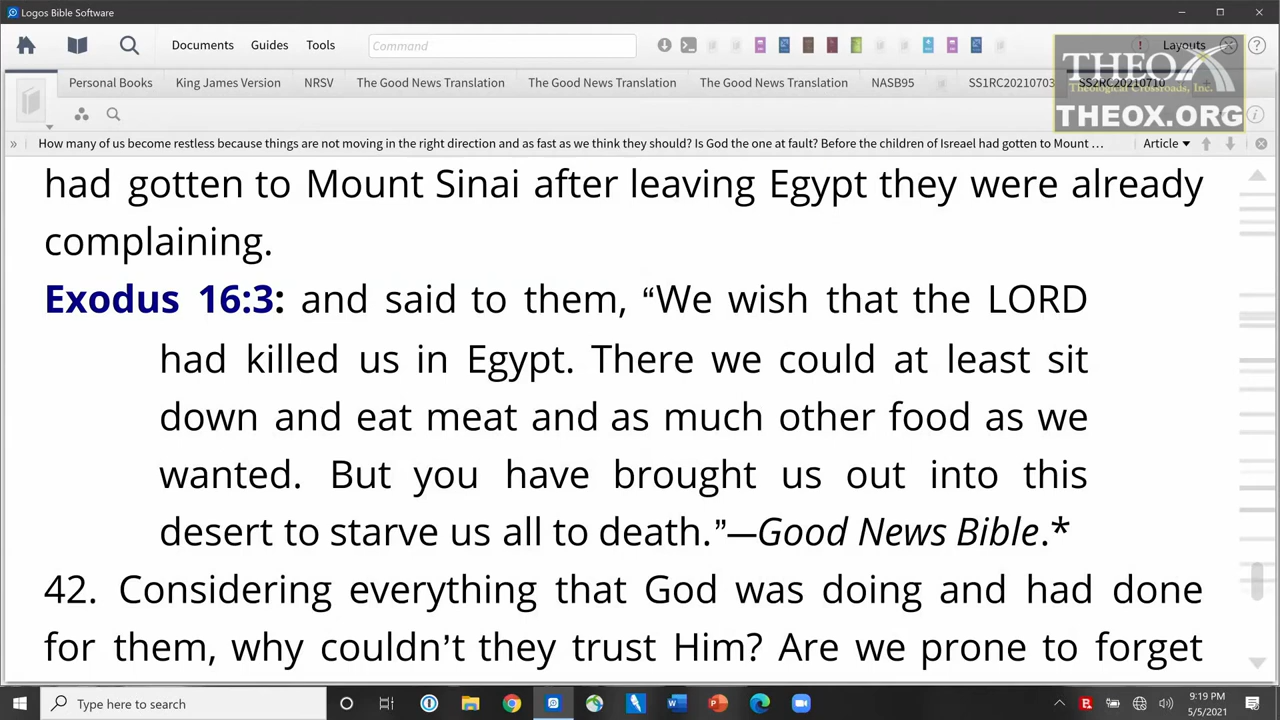 Logos Bible Software
Documents Guides Tools Command Layouts
THEOX
Theological Crossroads, Inc.
THEOX.ORG
Personal Books King James Version NRSV The Good News Translation The Good News Translation The Good News Translation NASB95 SS1RC20210703 SS2RC20210710
» How many of us become restless because things are not moving in the right direction and as fast as we think they should? Is God the one at fault? Before the children of Isreael had gotten to Mount ... Article
had gotten to Mount Sinai after leaving Egypt they were already
complaining.
Exodus 16:3: and said to them, “We wish that the LORD
had killed us in Egypt. There we could at least sit
down and eat meat and as much other food as we
wanted. But you have brought us out into this
desert to starve us all to death.”—Good News Bible.*
42. Considering everything that God was doing and had done
for them, why couldn’t they trust Him? Are we prone to forget
Type here to search
9:19 PM
5/5/2021